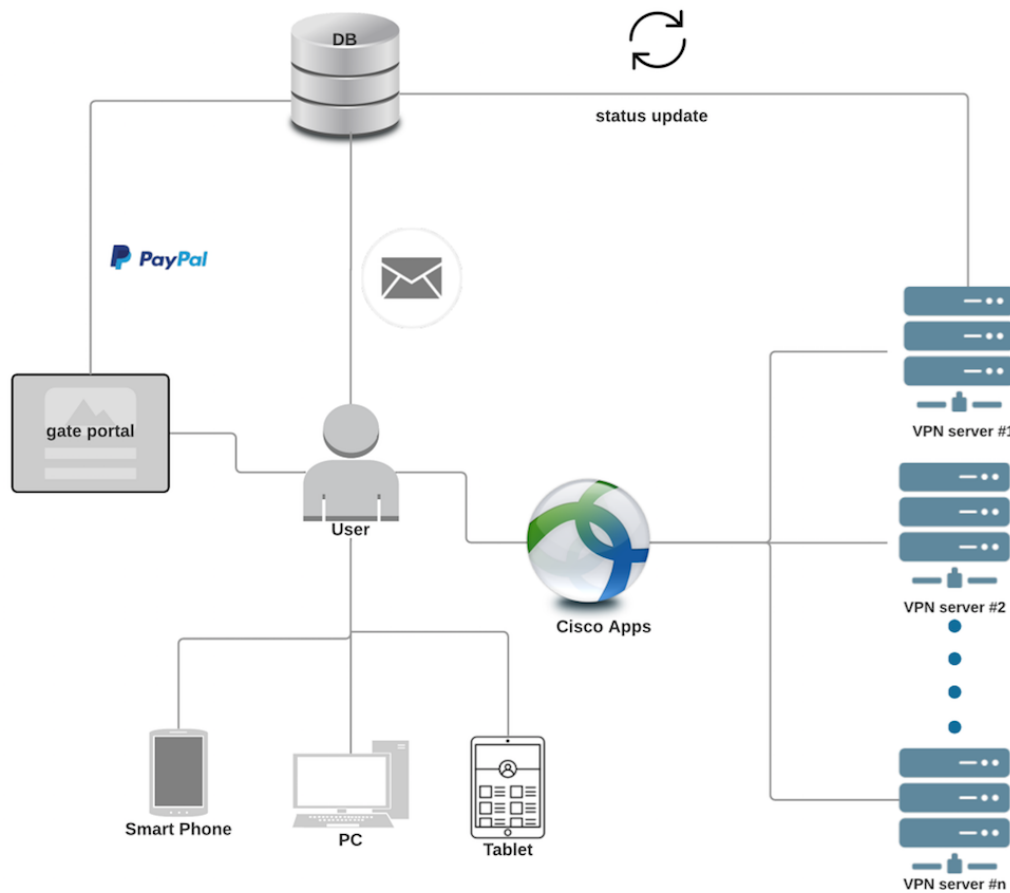 DB
status update
PayPal
gate portal
VPN server #1
User
VPN server #2
Cisco Apps
Smart Phone
PC
Tablet
VPN server #n